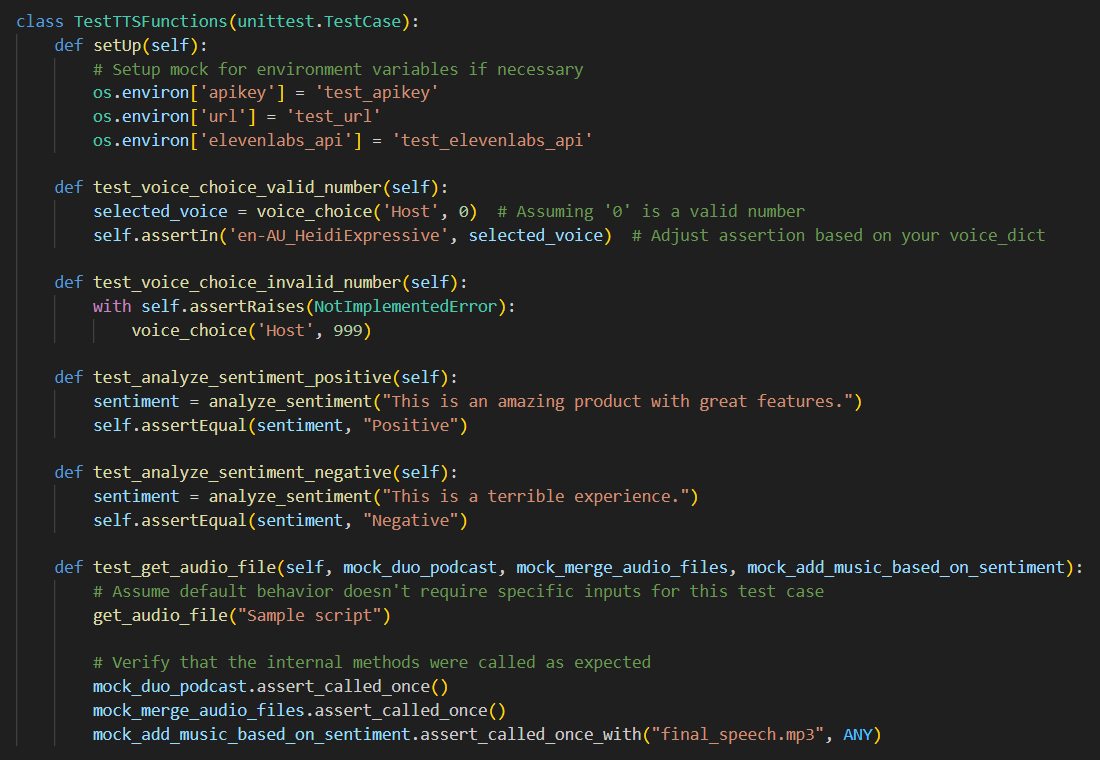 class TestTTSFunctions(unittest.TestCase):
    def setUp(self):
        # Setup mock for environment variables if necessary
        os.environ['apikey'] = 'test_apikey'
        os.environ['url'] = 'test_url'
        os.environ['elevenlabs_api'] = 'test_elevenlabs_api'

    def test_voice_choice_valid_number(self):
        selected_voice = voice_choice('Host', 0)  # Assuming '0' is a valid number
        self.assertIn('en-AU_HeidiExpressive', selected_voice)  # Adjust assertion based on your voice_dict

    def test_voice_choice_invalid_number(self):
        with self.assertRaises(NotImplementedError):
            voice_choice('Host', 999)

    def test_analyze_sentiment_positive(self):
        sentiment = analyze_sentiment("This is an amazing product with great features.")
        self.assertEqual(sentiment, "Positive")

    def test_analyze_sentiment_negative(self):
        sentiment = analyze_sentiment("This is a terrible experience.")
        self.assertEqual(sentiment, "Negative")

    def test_get_audio_file(self, mock_duo_podcast, mock_merge_audio_files, mock_add_music_based_on_sentiment):
        # Assume default behavior doesn't require specific inputs for this test case
        get_audio_file("Sample script")

        # Verify that the internal methods were called as expected
        mock_duo_podcast.assert_called_once()
        mock_merge_audio_files.assert_called_once()
        mock_add_music_based_on_sentiment.assert_called_once_with("final_speech.mp3", ANY)